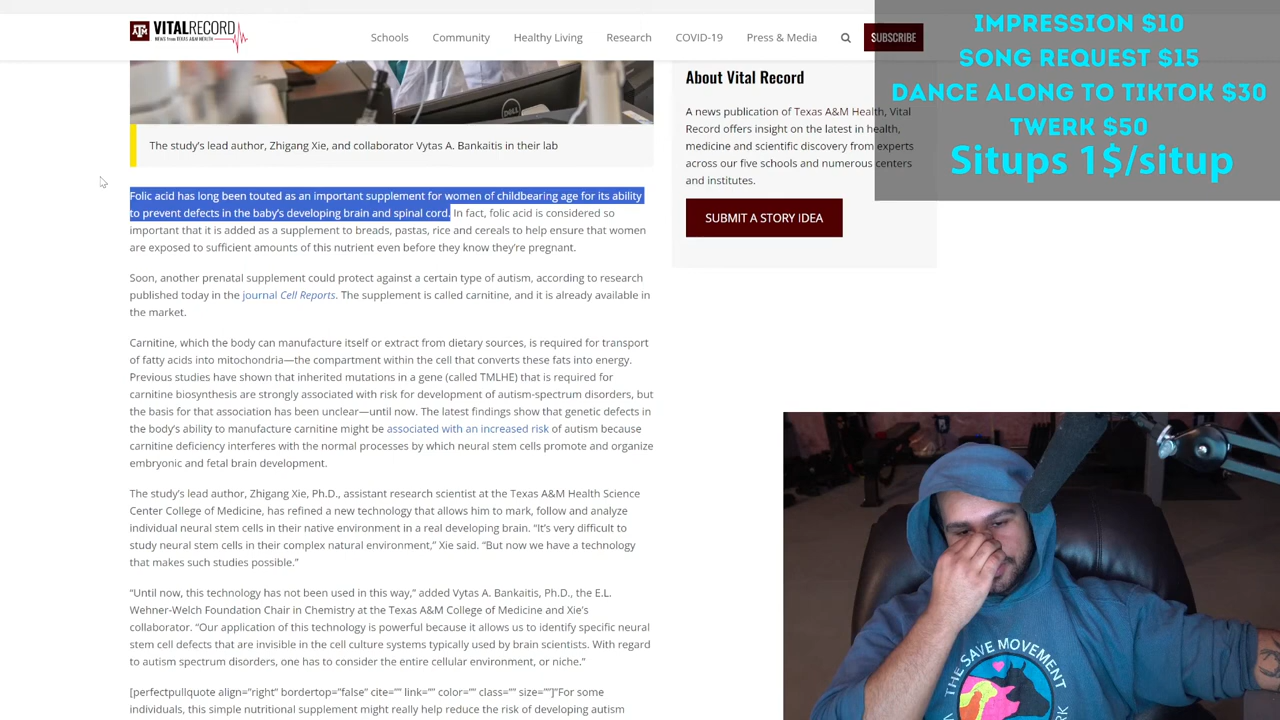 VITALRECORD
NEWS from TEXAS A&M HEALTH
Schools
Community
Healthy Living
Research
COVID-19
Press & Media
SUBSCRIBE
IMPRESSION $10
SONG REQUEST $15
DANCE ALONG TO TIKTOK $30
TWERK $50
Situps 1$/situp
DELL
The study's lead author, Zhigang Xie, and collaborator Vytas A. Bankaitis in their lab
Folic acid has long been touted as an important supplement for women of childbearing age for its ability
to prevent defects in the baby's developing brain and spinal cord. In fact, folic acid is considered so
important that it is added as a supplement to breads, pastas, rice and cereals to help ensure that women
are exposed to sufficient amounts of this nutrient even before they know they're pregnant.
Soon, another prenatal supplement could protect against a certain type of autism, according to research
published today in the journal Cell Reports. The supplement is called carnitine, and it is already available in
the market.
Carnitine, which the body can manufacture itself or extract from dietary sources, is required for transport
of fatty acids into mitochondria—the compartment within the cell that converts these fats into energy.
Previous studies have shown that inherited mutations in a gene (called TMLHE) that is required for
carnitine biosynthesis are strongly associated with risk for development of autism-spectrum disorders, but
the basis for that association has been unclear—until now. The latest findings show that genetic defects in
the body's ability to manufacture carnitine might be associated with an increased risk of autism because
carnitine deficiency interferes with the normal processes by which neural stem cells promote and organize
embryonic and fetal brain development.
The study's lead author, Zhigang Xie, Ph.D., assistant research scientist at the Texas A&M Health Science
Center College of Medicine, has refined a new technology that allows him to mark, follow and analyze
individual neural stem cells in their native environment in a real developing brain. "It's very difficult to
study neural stem cells in their complex natural environment," Xie said. "But now we have a technology
that makes such studies possible."
"Until now, this technology has not been used in this way," added Vytas A. Bankaitis, Ph.D., the E.L.
Wehner-Welch Foundation Chair in Chemistry at the Texas A&M College of Medicine and Xie's
collaborator. "Our application of this technology is powerful because it allows us to identify specific neural
stem cell defects that are invisible in the cell culture systems typically used by brain scientists. With regard
to autism spectrum disorders, one has to consider the entire cellular environment, or niche."
[perfectpullquote align="right" bordertop="false" cite="" link="" color="" class="" size=""]"For some
individuals, this simple nutritional supplement might really help reduce the risk of developing autism
About Vital Record
A news publication of Texas A&M Health, Vital
Record offers insight on the latest in health,
medicine and scientific discovery from experts
across our five schools and numerous centers
and institutes.
SUBMIT A STORY IDEA
THE SAVE MOVEMENT